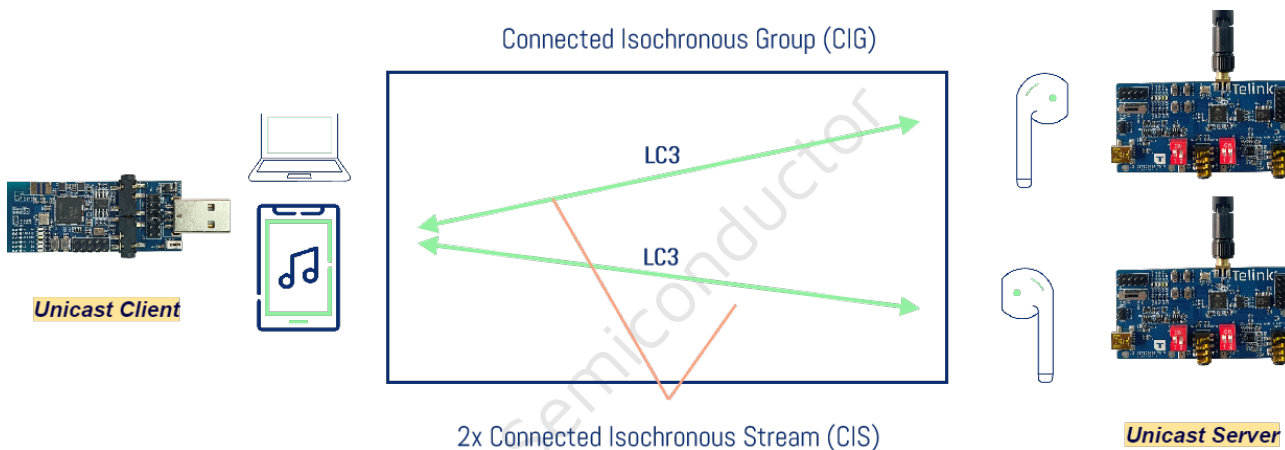 Connected Isochronous Group (CIG)
LC3
LC3
2x Connected Isochronous Stream (CIS)
Unicast Client
Telink
Telink
Unicast Server
Semiconductor